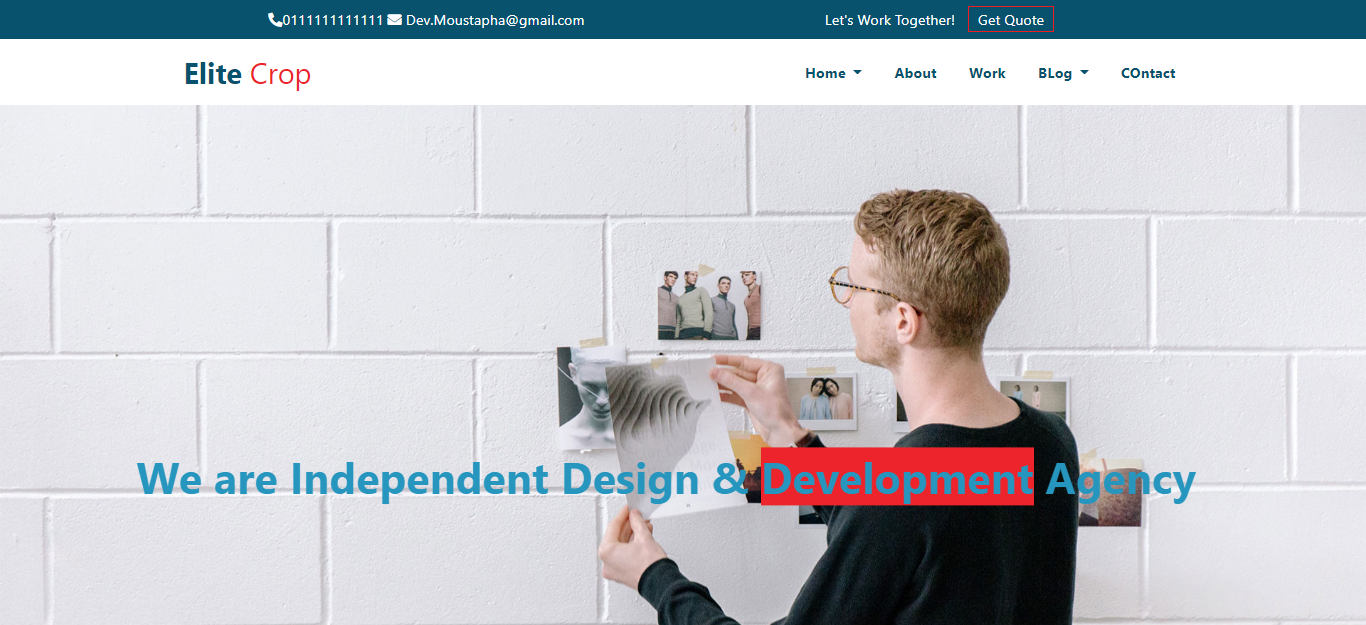 0111111111111 Dev.Moustapha@gmail.com Let's Work Together! Get Quote
Elite Crop Home About Work BLog COntact
We are Independent Design & Development Agency